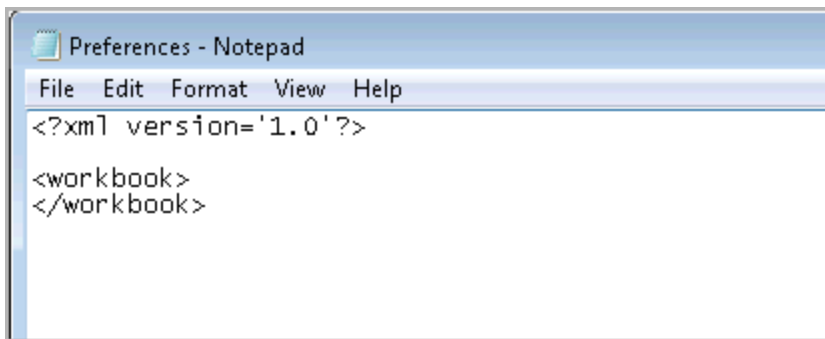 Preferences - Notepad
File Edit Format View Help
<?xml version='1.0'?>
<workbook>
</workbook>